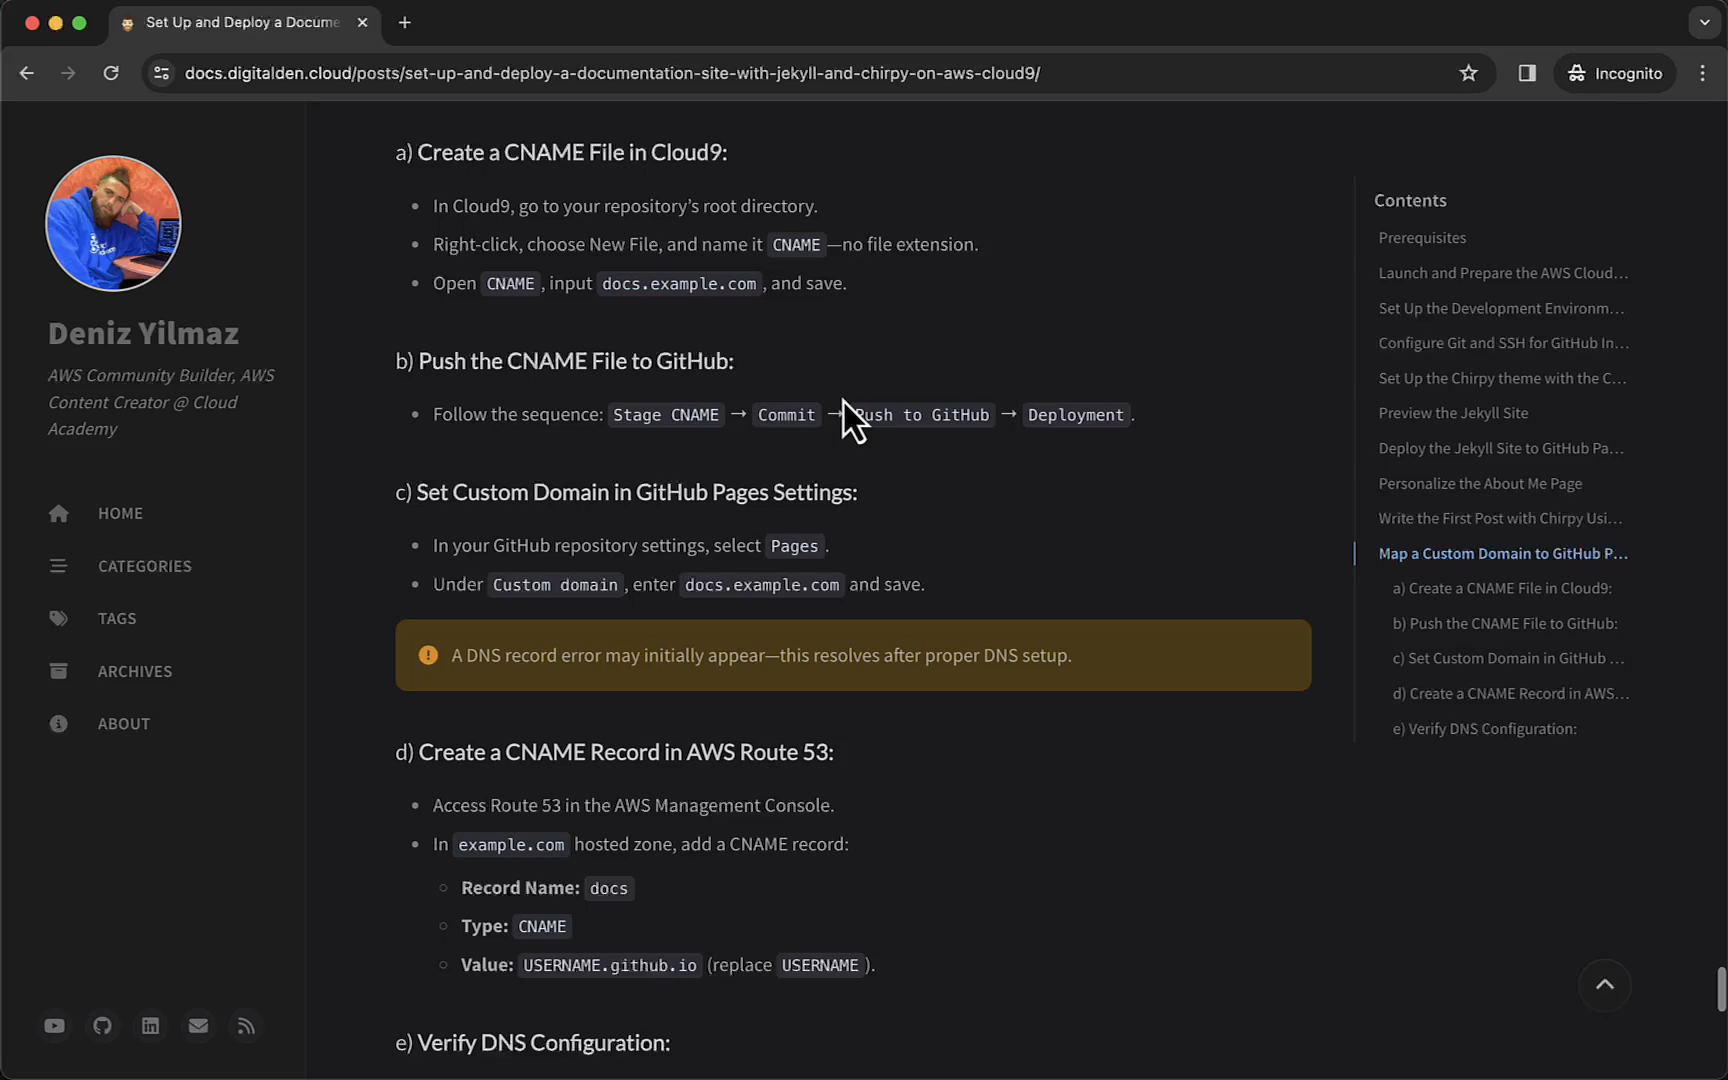 Set Up and Deploy a Docume
docs.digitalden.cloud/posts/set-up-and-deploy-a-documentation-site-with-jekyll-and-chirpy-on-aws-cloud9/
Incognito
Deniz Yilmaz
AWS Community Builder, AWS
Content Creator @ Cloud
Academy
HOME
CATEGORIES
TAGS
ARCHIVES
ABOUT
a) Create a CNAME File in Cloud9:
• In Cloud9, go to your repository’s root directory.
• Right-click, choose New File, and name it CNAME—no file extension.
• Open CNAME, input docs.example.com, and save.
b) Push the CNAME File to GitHub:
• Follow the sequence: Stage CNAME → Commit → Push to GitHub → Deployment.
c) Set Custom Domain in GitHub Pages Settings:
• In your GitHub repository settings, select Pages.
• Under Custom domain, enter docs.example.com and save.
A DNS record error may initially appear—this resolves after proper DNS setup.
d) Create a CNAME Record in AWS Route 53:
• Access Route 53 in the AWS Management Console.
• In example.com hosted zone, add a CNAME record:
◦ Record Name: docs
◦ Type: CNAME
◦ Value: USERNAME.github.io (replace USERNAME).
e) Verify DNS Configuration:
Contents
Prerequisites
Launch and Prepare the AWS Cloud...
Set Up the Development Environm...
Configure Git and SSH for GitHub In...
Set Up the Chirpy theme with the C...
Preview the Jekyll Site
Deploy the Jekyll Site to GitHub Pa...
Personalize the About Me Page
Write the First Post with Chirpy Usi...
Map a Custom Domain to GitHub P...
a) Create a CNAME File in Cloud9:
b) Push the CNAME File to GitHub:
c) Set Custom Domain in GitHub ...
d) Create a CNAME Record in AWS...
e) Verify DNS Configuration: